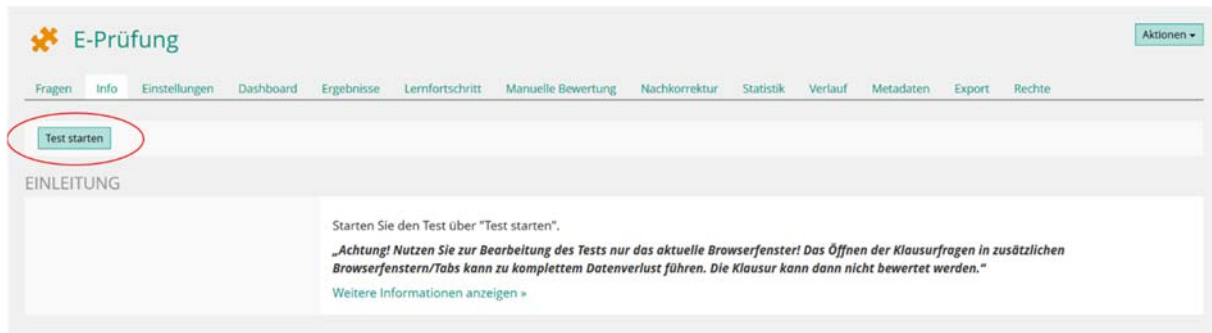 E-Prüfung
Aktionen
Fragen Info Einstellungen Dashboard Ergebnisse Lernfortschritt Manuelle Bewertung Nachkorrektur Statistik Verlauf Metadaten Export Rechte
Test starten
EINLEITUNG
Starten Sie den Test über "Test starten".
„Achtung! Nutzen Sie zur Bearbeitung des Tests nur das aktuelle Browserfenster! Das Öffnen der Klausurfragen in zusätzlichen
Browserfenstern/Tabs kann zu komplettem Datenverlust führen. Die Klausur kann dann nicht bewertet werden.“
Weitere Informationen anzeigen »